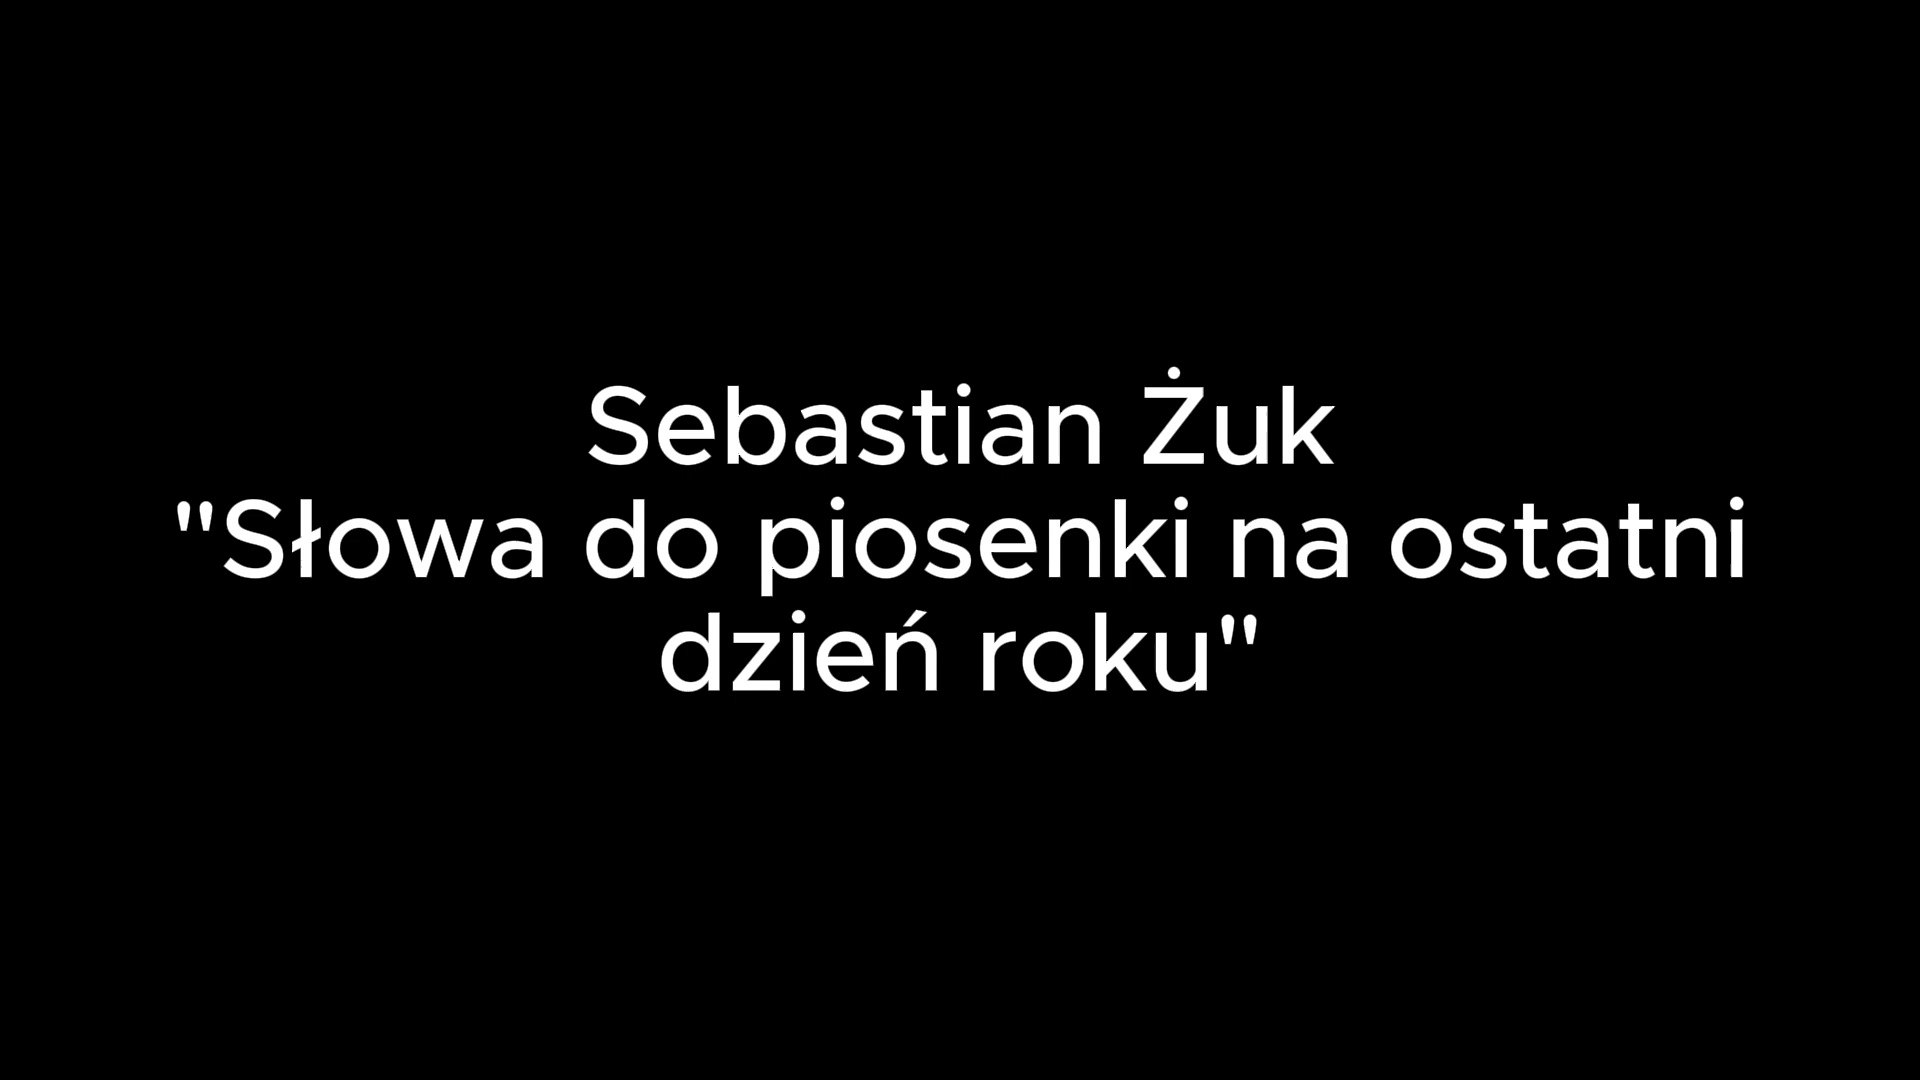 Sebastian Żuk
"Słowa do piosenki na ostatni
dzień roku"